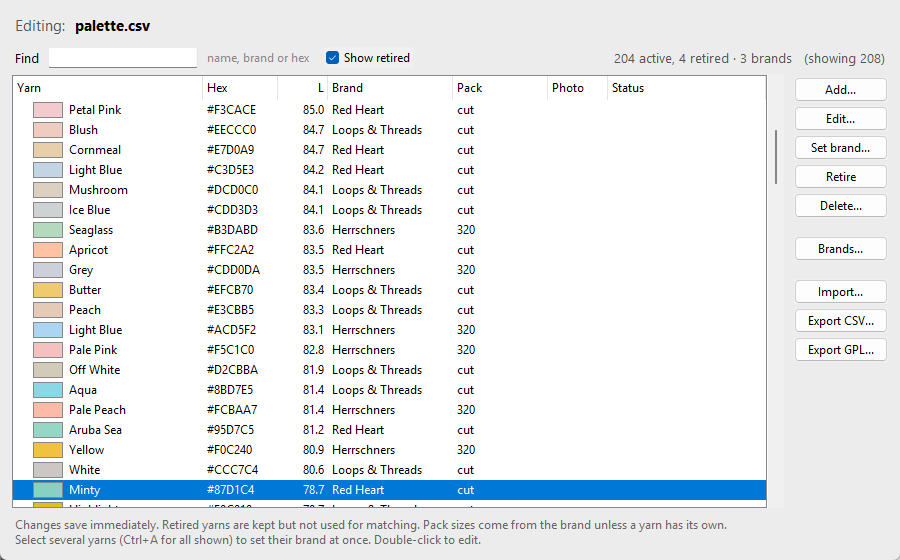 Editing: palette.csv
Find name, brand or hex Show retired 204 active, 4 retired · 3 brands (showing 208)
Yarn Hex L Brand Pack Photo Status
Petal Pink #F3CACE 85.0 Red Heart cut
Blush #EECCC0 84.7 Loops & Threads cut
Cornmeal #E7D0A9 84.7 Red Heart cut
Light Blue #C3D5E3 84.2 Red Heart cut
Mushroom #DCD0C0 84.1 Loops & Threads cut
Ice Blue #CDD3D3 84.1 Loops & Threads cut
Seaglass #B3DABD 83.6 Herrschners 320
Apricot #FFC2A2 83.5 Red Heart cut
Grey #CDD0DA 83.5 Herrschners 320
Butter #EFCB70 83.4 Loops & Threads cut
Peach #E3CBB5 83.3 Loops & Threads cut
Light Blue #ACD5F2 83.1 Herrschners 320
Pale Pink #F5C1C0 82.8 Herrschners 320
Off White #D2CBBA 81.9 Loops & Threads cut
Aqua #8BD7E5 81.4 Loops & Threads cut
Pale Peach #FCBAA7 81.4 Herrschners 320
Aruba Sea #95D7C5 81.2 Red Heart cut
Yellow #F0C240 80.9 Herrschners 320
White #CCC7C4 80.6 Loops & Threads cut
Minty #87D1C4 78.7 Red Heart cut
Add...
Edit...
Set brand...
Retire
Delete...
Brands...
Import...
Export CSV...
Export GPL...
Changes save immediately. Retired yarns are kept but not used for matching. Pack sizes come from the brand unless a yarn has its own.
Select several yarns (Ctrl+A for all shown) to set their brand at once. Double-click to edit.